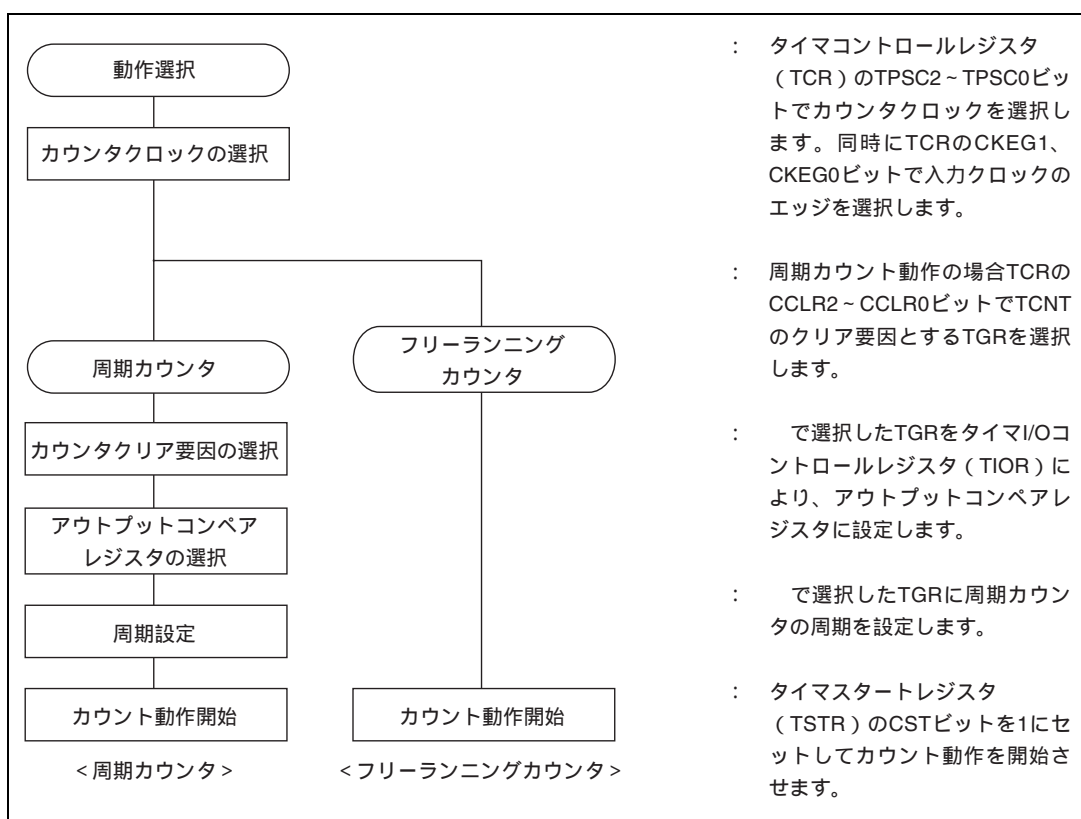 動作選択
カウンタクロックの選択
周期カウンタ
フリーランニング
カウンタ
カウンタクリア要因の選択
アウトプットコンペア
レジスタの選択
周期設定
カウント動作開始
カウント動作開始
<周期カウンタ>
<フリーランニングカウンタ>
： タイマコントロールレジスタ
（TCR）のTPSC2～TPSC0ビッ
トでカウンタクロックを選択し
ます。同時にTCRのCKEG1、
CKEG0ビットで入力クロックの
エッジを選択します。
： 周期カウント動作の場合TCRの
CCLR2～CCLR0ビットでTCNT
のクリア要因とするTGRを選択
します。
： で選択したTGRをタイマI/Oコ
ントロールレジスタ（TIOR）に
より、アウトプットコンペアレ
ジスタに設定します。
： で選択したTGRに周期カウン
タの周期を設定します。
： タイマスタートレジスタ
（TSTR）のCSTビットを1にセ
ットしてカウント動作を開始さ
せます。